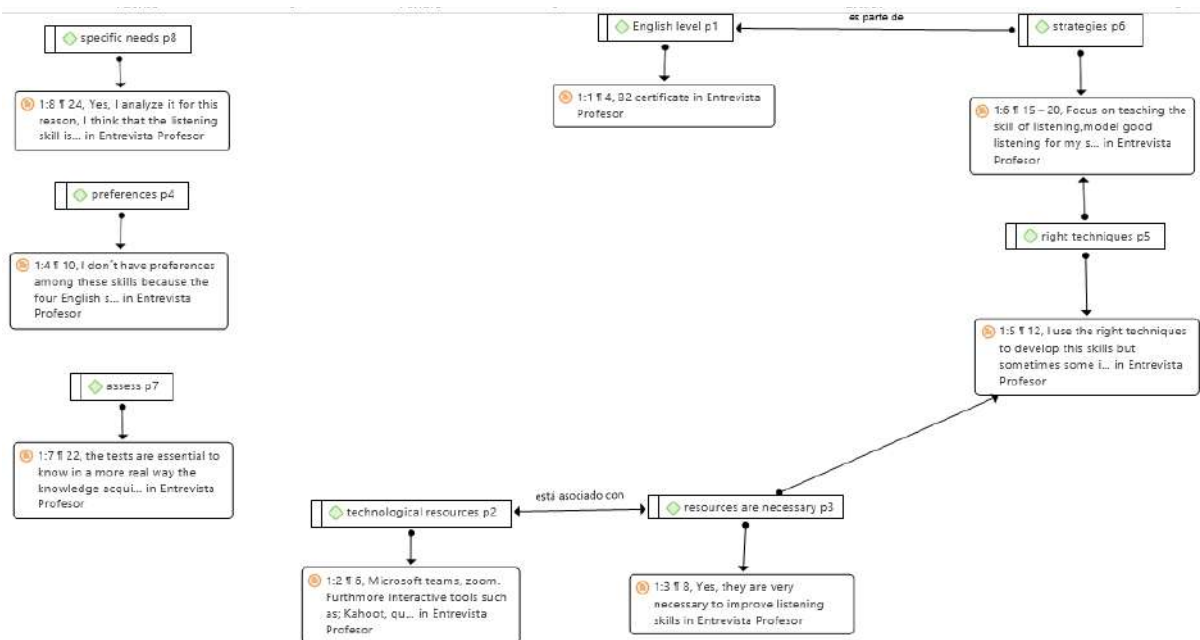 specific needs p8
1:8 ¶ 24, Yes, I analyze it for this
reason, I think that the listening
skill is... in Entrevista Profesor
preferences p4
1:4 ¶ 10, I don´t have preferences
among these skills because the
four English s... in Entrevista
Profesor
assess p7
1:7 ¶ 22, the tests are essential to
know in a more real way the
knowledge acqui... in Entrevista
Profesor
English level p1
es parte de
strategies p6
1:1 ¶ 4, B2 certificate in Entrevista
Profesor
1:6 ¶ 15 – 20, Focus on teaching the
skill of listening,model good
listening for my s... in Entrevista
Profesor
right techniques p5
1:5 ¶ 12, I use the right techniques
to develop this skills but
sometimes some i... in Entrevista
Profesor
technological resources p2
está asociado con
resources are necessary p3
1:2 ¶ 6, Microsoft teams, zoom.
Furthmore interactive tools such
as; Kahoot, qu... in Entrevista
Profesor
1:3 ¶ 8, Yes, they are very
necessary to improve listening
skills in Entrevista Profesor